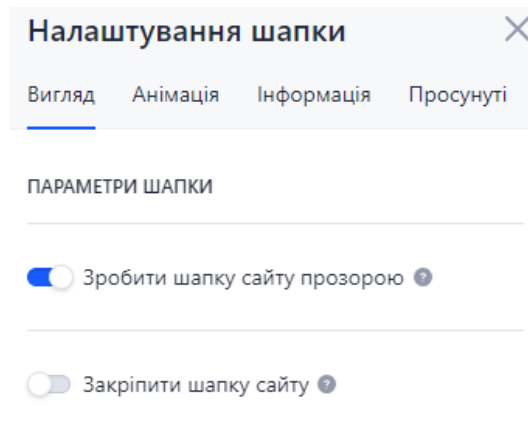 Налаштування шапки
Вигляд Анімація Інформація Просунуті
ПАРАМЕТРИ ШАПКИ
Зробити шапку сайту прозорою ?
Закріпити шапку сайту ?